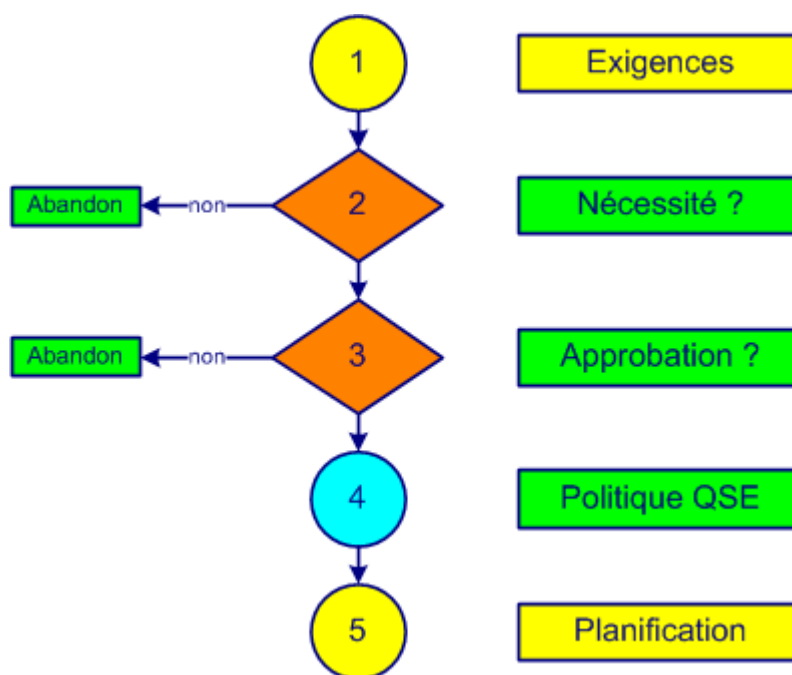 1
Exigences
Abandon
non
2
Nécessité ?
Abandon
non
3
Approbation ?
4
Politique QSE
5
Planification